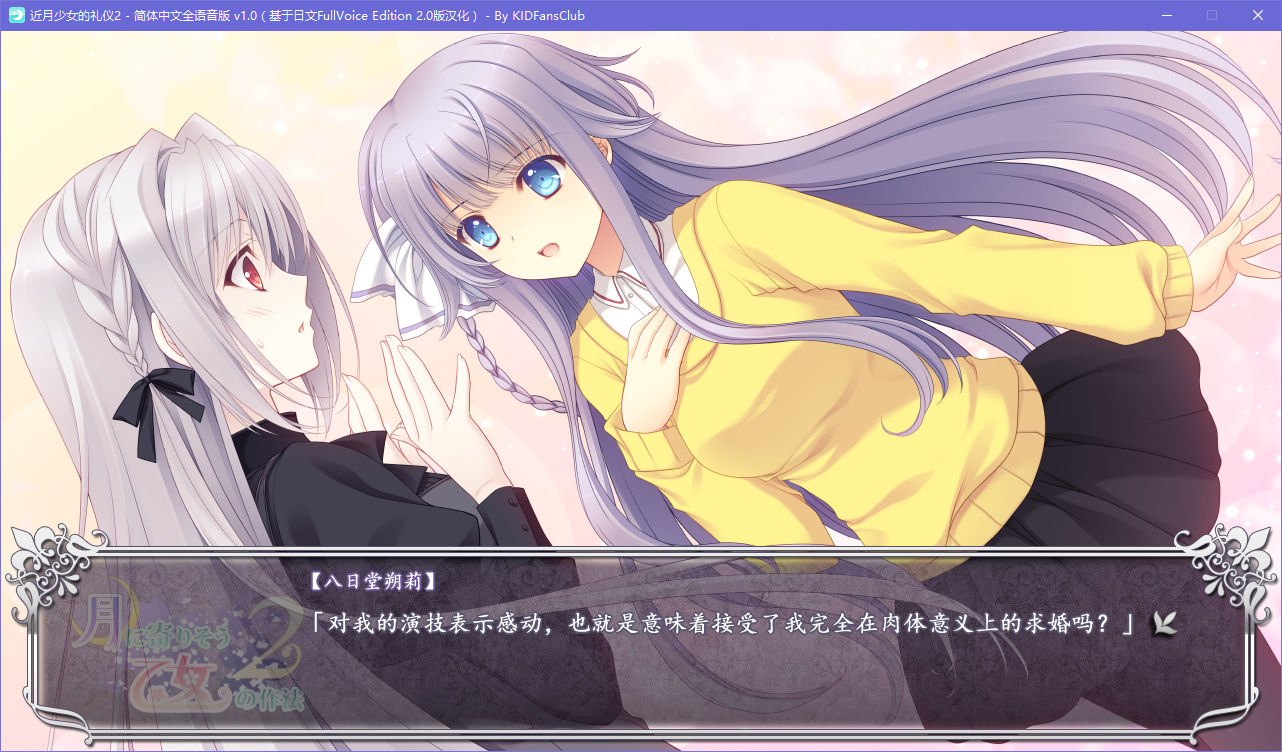 近月少女的礼仪2 - 简体中文全语音版 v1.0 ( 基于日文FullVoice Edition 2.0版汉化 ) - By KIDFansClub
【八日堂朔莉】
「对我的演技表示感动，也就是意味着接受了我完全在肉体意义上的求婚吗？」
月に寄りそう
乙女の作法2